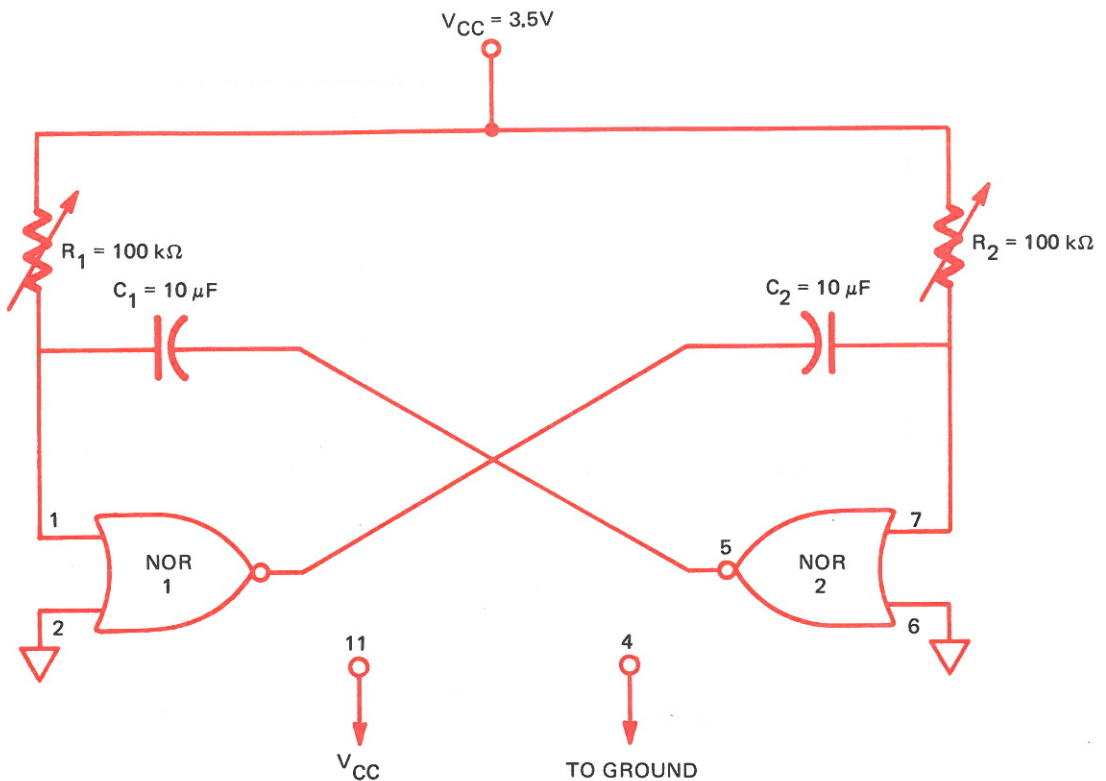 VCC = 3.5V
R1 = 100 kΩ
R2 = 100 kΩ
C1 = 10 μF
C2 = 10 μF
1
NOR
1
2
5
7
NOR
2
6
11
VCC
4
TO GROUND